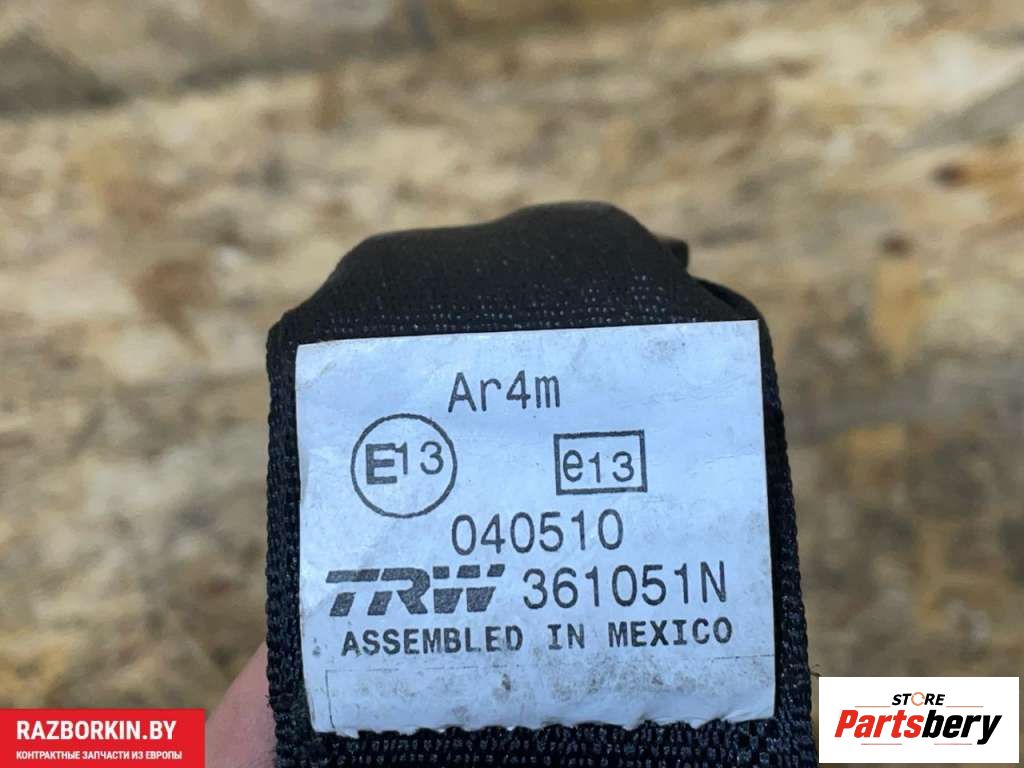 Ar4m
E13
e13
040510
TRW 361051N
ASSEMBLED IN MEXICO
RAZBORKIN.BY
КОНТРАКТНЫЕ ЗАПЧАСТИ ИЗ ЕВРОПЫ
STORE
Partsbery